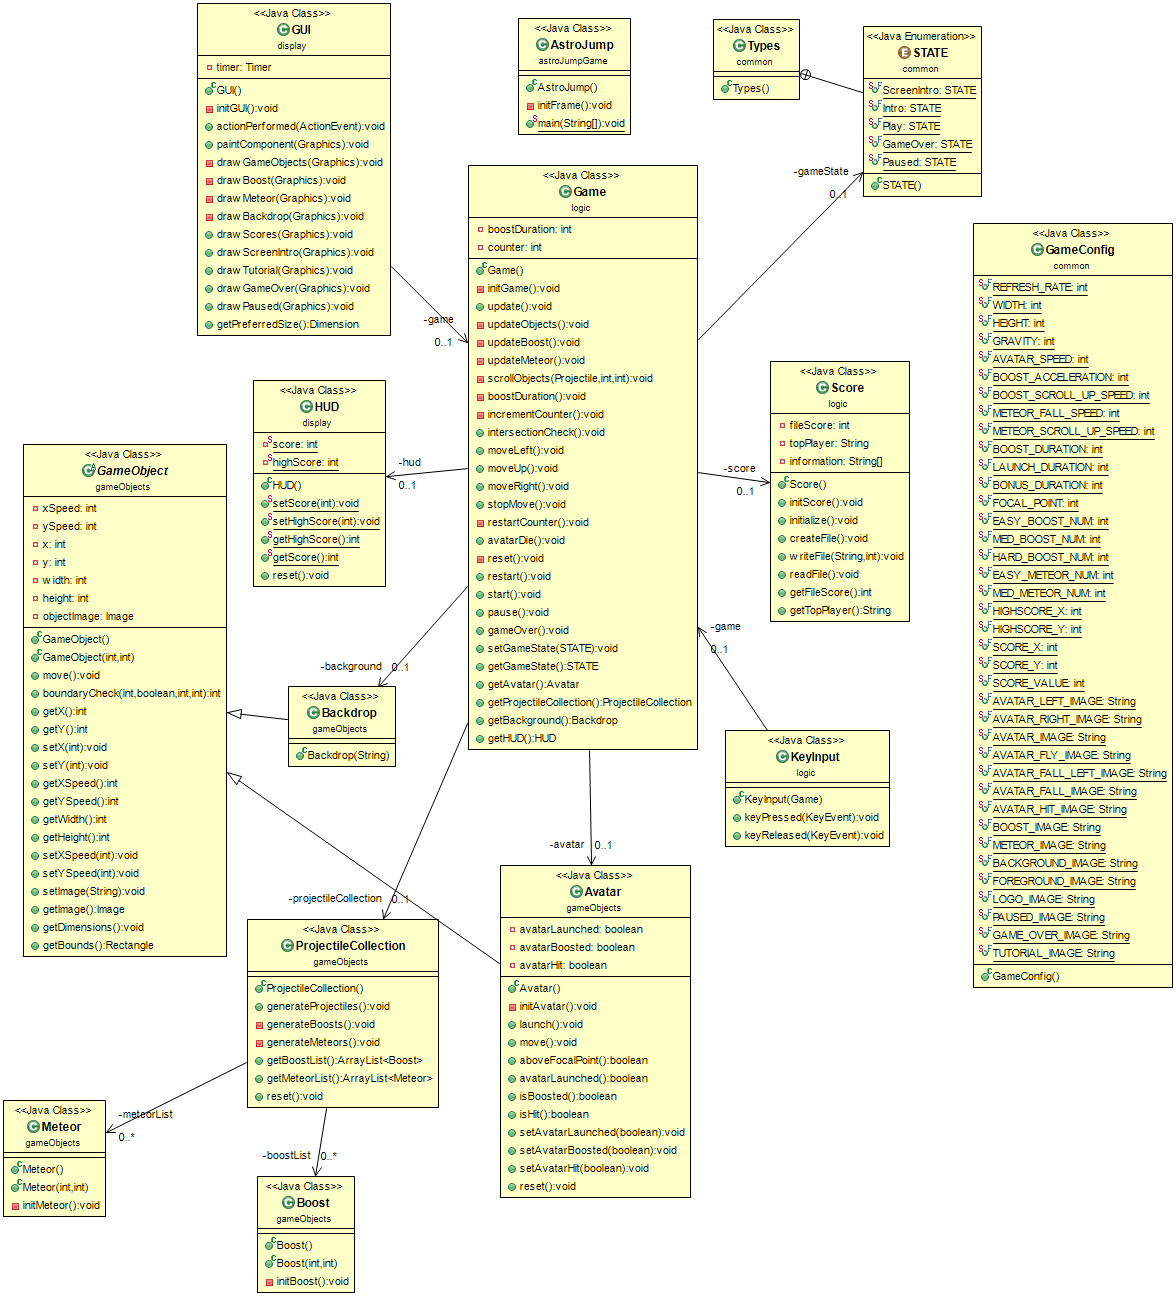 <<Java Class>>
GUI
display
timer: Timer
GUI()
initGUI():void
actionPerformed(ActionEvent):void
paintComponent(Graphics):void
draw GameObjects(Graphics):void
draw Boost(Graphics):void
draw Meteor(Graphics):void
draw Backdrop(Graphics):void
draw Scores(Graphics):void
draw ScreenIntro(Graphics):void
draw Tutorial(Graphics):void
draw GameOver(Graphics):void
draw Paused(Graphics):void
getPreferredSize():Dimension
<<Java Class>>
AstroJump
astroJumpGame
AstroJump()
initFrame():void
main(String[]):void
<<Java Class>>
Types
common
Types()
<<Java Enumeration>>
STATE
common
ScreenIntro: STATE
Intro: STATE
Play: STATE
GameOver: STATE
Paused: STATE
STATE()
<<Java Class>>
Game
logic
boostDuration: int
counter: int
Game()
initGame():void
update():void
updateObjects():void
updateBoost():void
updateMeteor():void
scrollObjects(Projectile,int,int):void
boostDuration():void
incrementCounter():void
intersectionCheck():void
moveLeft():void
moveUp():void
moveRight():void
stopMove():void
restartCounter():void
avatarDie():void
reset():void
restart():void
start():void
pause():void
gameOver():void
setGameState(STATE):void
getGameState():STATE
getAvatar():Avatar
getProjectileCollection():ProjectileCollection
getBackground():Backdrop
getHUD():HUD
-gameState
0..1
-game
0..1
<<Java Class>>
GameConfig
common
REFRESH_RATE: int
WIDTH: int
HEIGHT: int
GRAVITY: int
AVATAR_SPEED: int
BOOST_ACCELERATION: int
BOOST_SCROLL_UP_SPEED: int
METEOR_FALL_SPEED: int
METEOR_SCROLL_UP_SPEED: int
BOOST_DURATION: int
LAUNCH_DURATION: int
BONUS_DURATION: int
FOCAL_POINT: int
EASY_BOOST_NUM: int
MED_BOOST_NUM: int
HARD_BOOST_NUM: int
EASY_METEOR_NUM: int
MED_METEOR_NUM: int
HIGHSCORE_X: int
HIGHSCORE_Y: int
SCORE_X: int
SCORE_Y: int
SCORE_VALUE: int
AVATAR_LEFT_IMAGE: String
AVATAR_RIGHT_IMAGE: String
AVATAR_IMAGE: String
AVATAR_FLY_IMAGE: String
AVATAR_FALL_LEFT_IMAGE: String
AVATAR_FALL_IMAGE: String
AVATAR_HIT_IMAGE: String
BOOST_IMAGE: String
METEOR_IMAGE: String
BACKGROUND_IMAGE: String
FOREGROUND_IMAGE: String
LOGO_IMAGE: String
PAUSED_IMAGE: String
GAME_OVER_IMAGE: String
TUTORIAL_IMAGE: String
GameConfig()
<<Java Class>>
HUD
display
score: int
highScore: int
HUD()
setScore(int):void
setHighScore(int):void
getHighScore():int
getScore():int
reset():void
-hud
0..1
<<Java Class>>
Score
logic
fileScore: int
topPlayer: String
information: String[]
Score()
initScore():void
initialize():void
createFile():void
writeFile(String,int):void
readFile():void
getFileScore():int
getTopPlayer():String
-score
0..1
<<Java Class>>
GameObject
gameObjects
xSpeed: int
ySpeed: int
x: int
y: int
width: int
height: int
objectImage: Image
GameObject()
GameObject(int,int)
move():void
boundaryCheck(int,boolean,int,int):int
getX():int
getY():int
setX(int):void
setY(int):void
getXSpeed():int
getYSpeed():int
getWidth():int
getHeight():int
setXSpeed(int):void
setYSpeed(int):void
setImage(String):void
getImage():Image
getDimensions():void
getBounds():Rectangle
-background
0..1
<<Java Class>>
Backdrop
gameObjects
Backdrop(String)
-game
0..1
<<Java Class>>
KeyInput
logic
KeyInput(Game)
keyPressed(KeyEvent):void
keyReleased(KeyEvent):void
-avatar
0..1
<<Java Class>>
Avatar
gameObjects
avatarLaunched: boolean
avatarBoosted: boolean
avatarHit: boolean
Avatar()
initAvatar():void
launch():void
move():void
aboveFocalPoint():boolean
avatarLaunched():boolean
isBoosted():boolean
isHit():boolean
setAvatarLaunched(boolean):void
setAvatarBoosted(boolean):void
setAvatarHit(boolean):void
reset():void
-projectileCollection
0..1
<<Java Class>>
ProjectileCollection
gameObjects
ProjectileCollection()
generateProjectiles():void
generateBoosts():void
generateMeteors():void
getBoostList():ArrayList<Boost>
getMeteorList():ArrayList<Meteor>
reset():void
-meteorList
0..*
<<Java Class>>
Meteor
gameObjects
Meteor()
Meteor(int,int)
initMeteor():void
-boostList
0..*
<<Java Class>>
Boost
gameObjects
Boost()
Boost(int,int)
initBoost():void